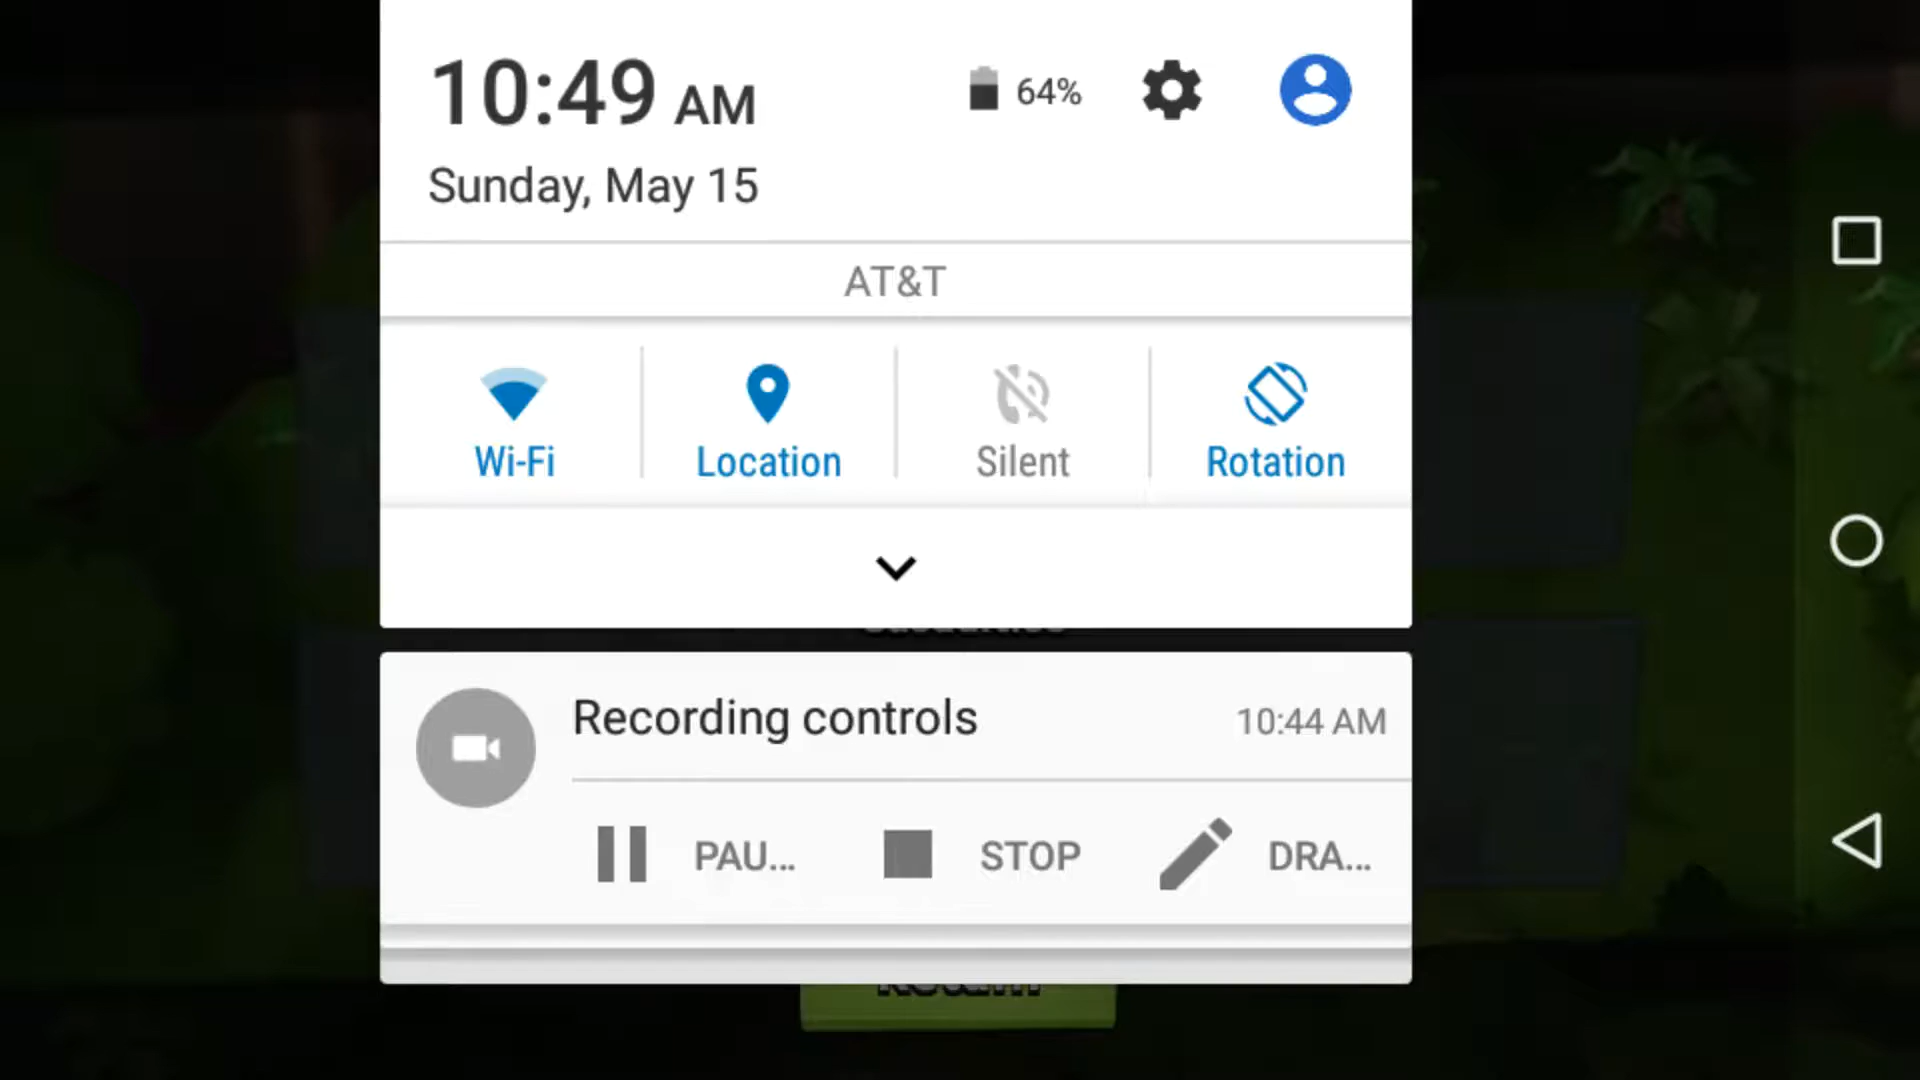 10:49 AM
64%
Sunday, May 15
AT&T
Wi-Fi
Location
Silent
Rotation
Recording controls
10:44 AM
PAU...
STOP
DRA...